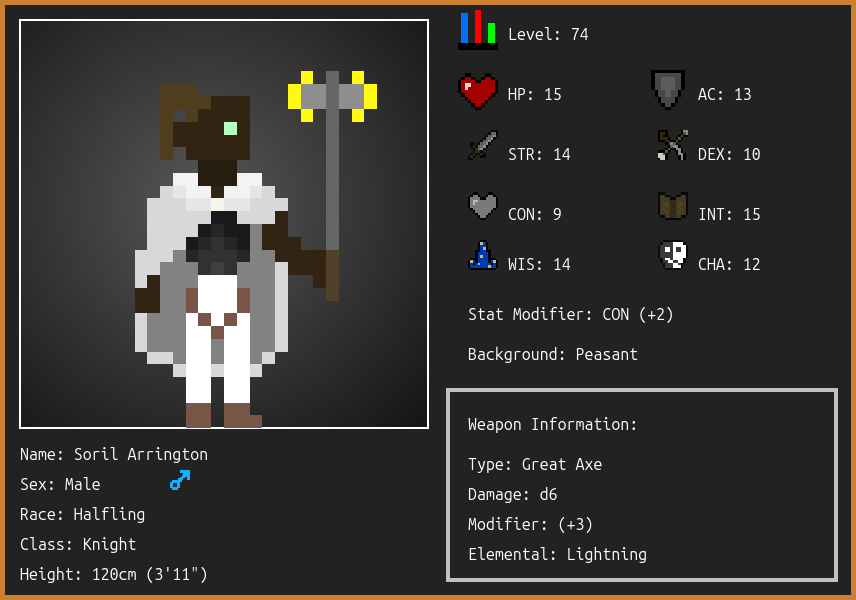 Level: 74
HP: 15
AC: 13
STR: 14
DEX: 10
CON: 9
INT: 15
WIS: 14
CHA: 12
Stat Modifier: CON (+2)
Background: Peasant
Weapon Information:
Type: Great Axe
Damage: d6
Modifier: (+3)
Elemental: Lightning
Name: Soril Arrington
Sex: Male
Race: Halfling
Class: Knight
Height: 120cm (3'11")